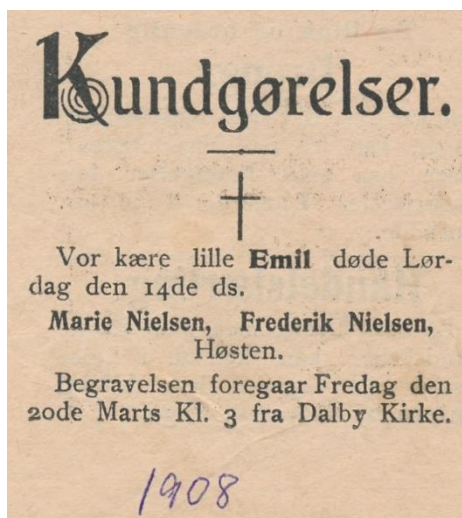 Kundgørelser.
Vor kære lille Emil døde Lør-
dag den 14de ds.
Marie Nielsen, Frederik Nielsen,
Høsten.
Begravelsen foregaar Fredag den
20de Marts Kl. 3 fra Dalby Kirke.
1908